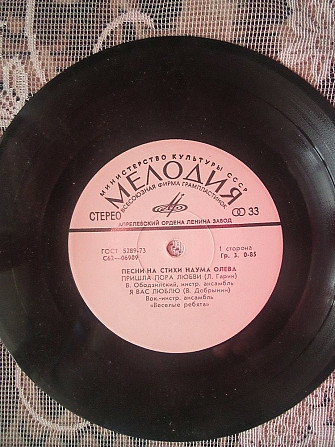 МИНИСТЕРСТВО КУЛЬТУРЫ СССР
МЕЛОДИЯ
ВСЕСОЮЗНАЯ ФИРМА ГРАМПЛАСТИНОК
СТЕРЕО
33
АПРЕЛЕВСКИЙ ОРДЕНА ЛЕНИНА ЗАВОД
ГОСТ 5289-73
1 сторона
С62—06909
Гр. 3. 0-85
ПЕСНИ НА СТИХИ НАУМА ОЛЕВА
ПРИШЛА ПОРА ЛЮБВИ (Л. Гарин)
В. Ободзинский, инстр. ансамбль
Я ВАС ЛЮБЛЮ (В. Добрынин)
Вок.-инстр. ансамбль
«Веселые ребята»